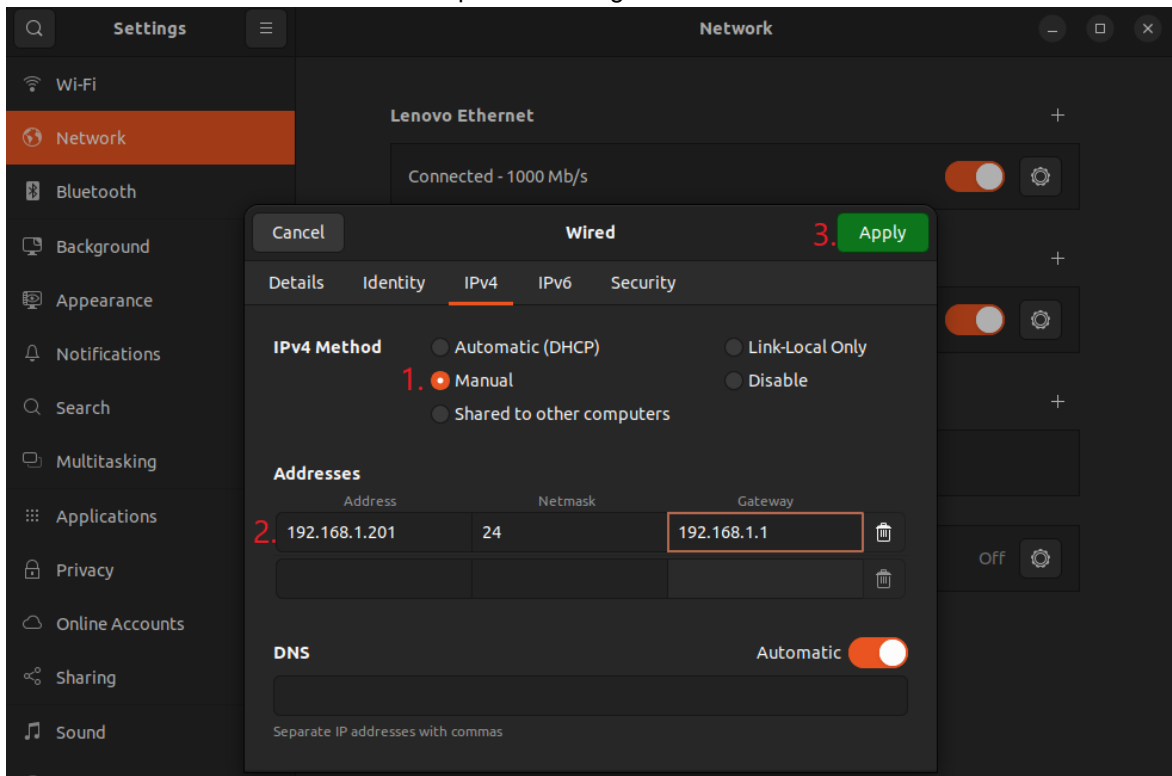 Settings
Network
Wi-Fi
Network
Bluetooth
Background
Appearance
Notifications
Search
Multitasking
Applications
Privacy
Online Accounts
Sharing
Sound
Lenovo Ethernet
Connected - 1000 Mb/s
Off
Cancel
Wired
3. Apply
Details Identity IPv4 IPv6 Security
IPv4 Method
Automatic (DHCP) Link-Local Only
1. Manual Disable
Shared to other computers
Addresses
Address Netmask Gateway
2. 192.168.1.201 24 192.168.1.1
DNS Automatic
Separate IP addresses with commas